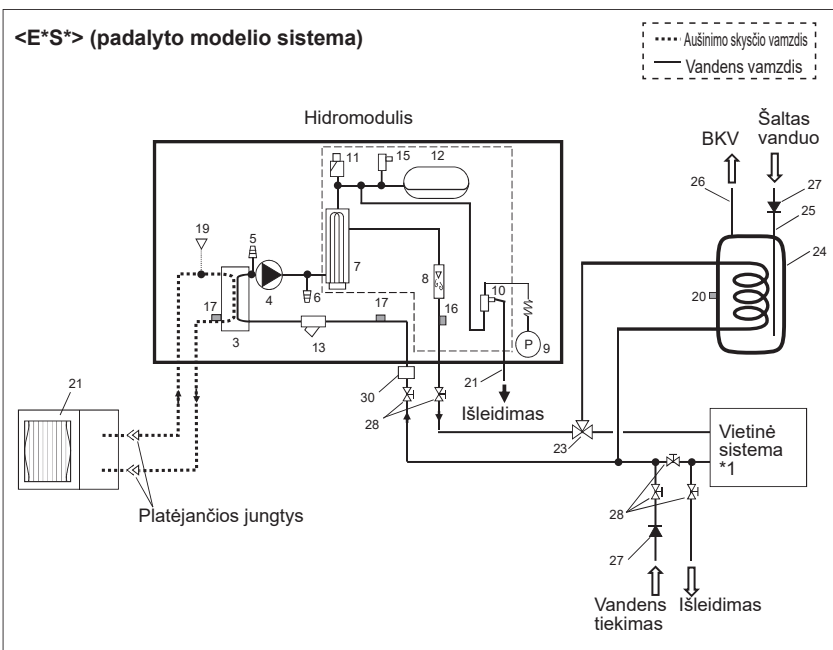 <E*S*> (padalyto modelio sistema)
Aušinimo skysčio vamzdis
Vandens vamzdis
Hidromodulis
BKV
Šaltas
vanduo
11
15
12
26
27
25
19
5
24
7
8
10
20
4
6
17
17
16
3
13
P
9
21
30
21
28
Išleidimas
23
Vietinė
sistema
*1
Platėjančios jungtys
28
27
Vandens
tiekimas
Išleidimas